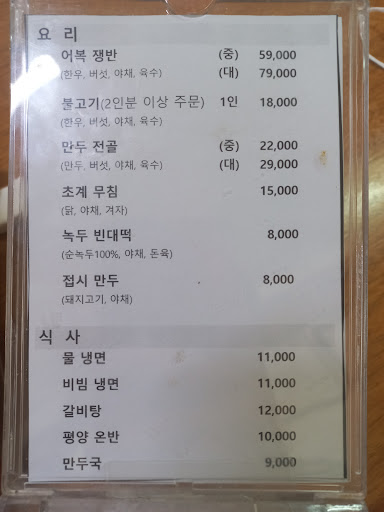 요 리
어복 쟁반 (중) 59,000
(한우, 버섯, 야채, 육수) (대) 79,000
불고기(2인분 이상 주문) 1인 18,000
(한우, 버섯, 야채, 육수)
만두 전골 (중) 22,000
(만두, 버섯, 야채, 육수) (대) 29,000
초계 무침 15,000
(닭, 야채, 겨자)
녹두 빈대떡 8,000
(순녹두100%, 야채, 돈육)
접시 만두 8,000
(돼지고기, 야채)
식 사
물 냉면 11,000
비빔 냉면 11,000
갈비탕 12,000
평양 온반 10,000
만두국 9,000